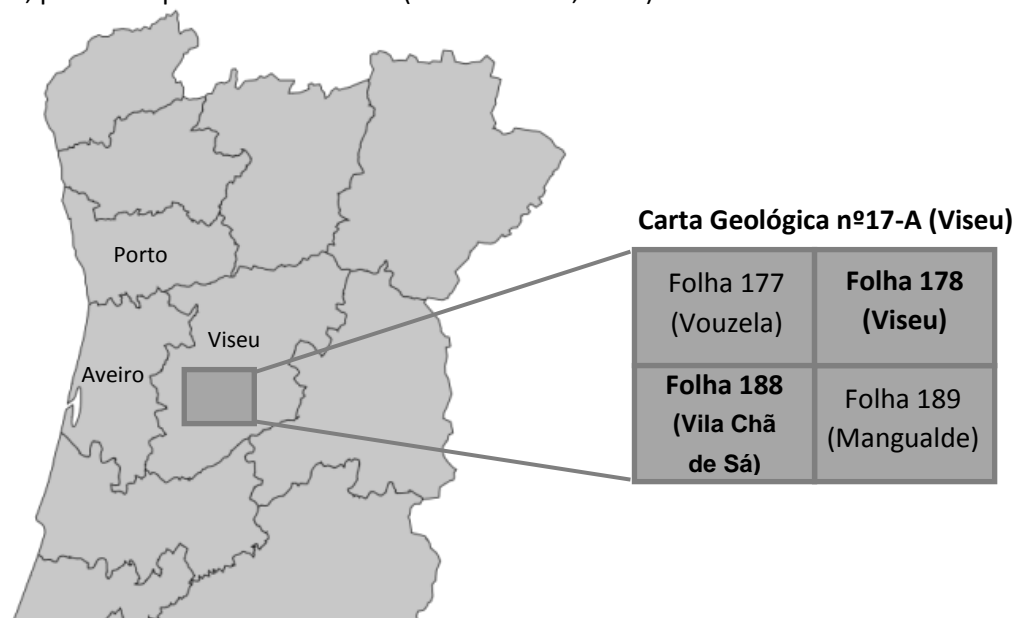 Porto
Viseu
Aveiro
Carta Geológica nº17-A (Viseu)
Folha 177
(Vouzela)
Folha 178
(Viseu)
Folha 188
(Vila Chã
de Sá)
Folha 189
(Mangualde)